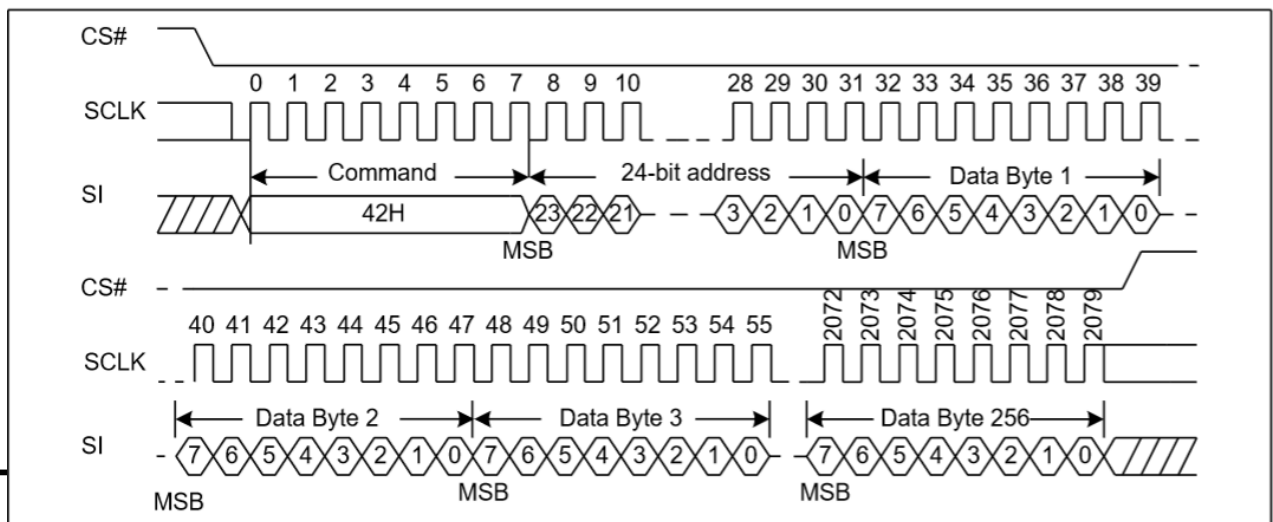 CS#
0 1 2 3 4 5 6 7 8 9 10 28 29 30 31 32 33 34 35 36 37 38 39
SCLK
Command 24-bit address Data Byte 1
SI
42H 23 22 21 3 2 1 0 7 6 5 4 3 2 1 0
MSB MSB
CS#
40 41 42 43 44 45 46 47 48 49 50 51 52 53 54 55 2072 2073 2074 2075 2076 2077 2078 2079
SCLK
Data Byte 2 Data Byte 3 Data Byte 256
SI
7 6 5 4 3 2 1 0 7 6 5 4 3 2 1 0 7 6 5 4 3 2 1 0
MSB MSB MSB